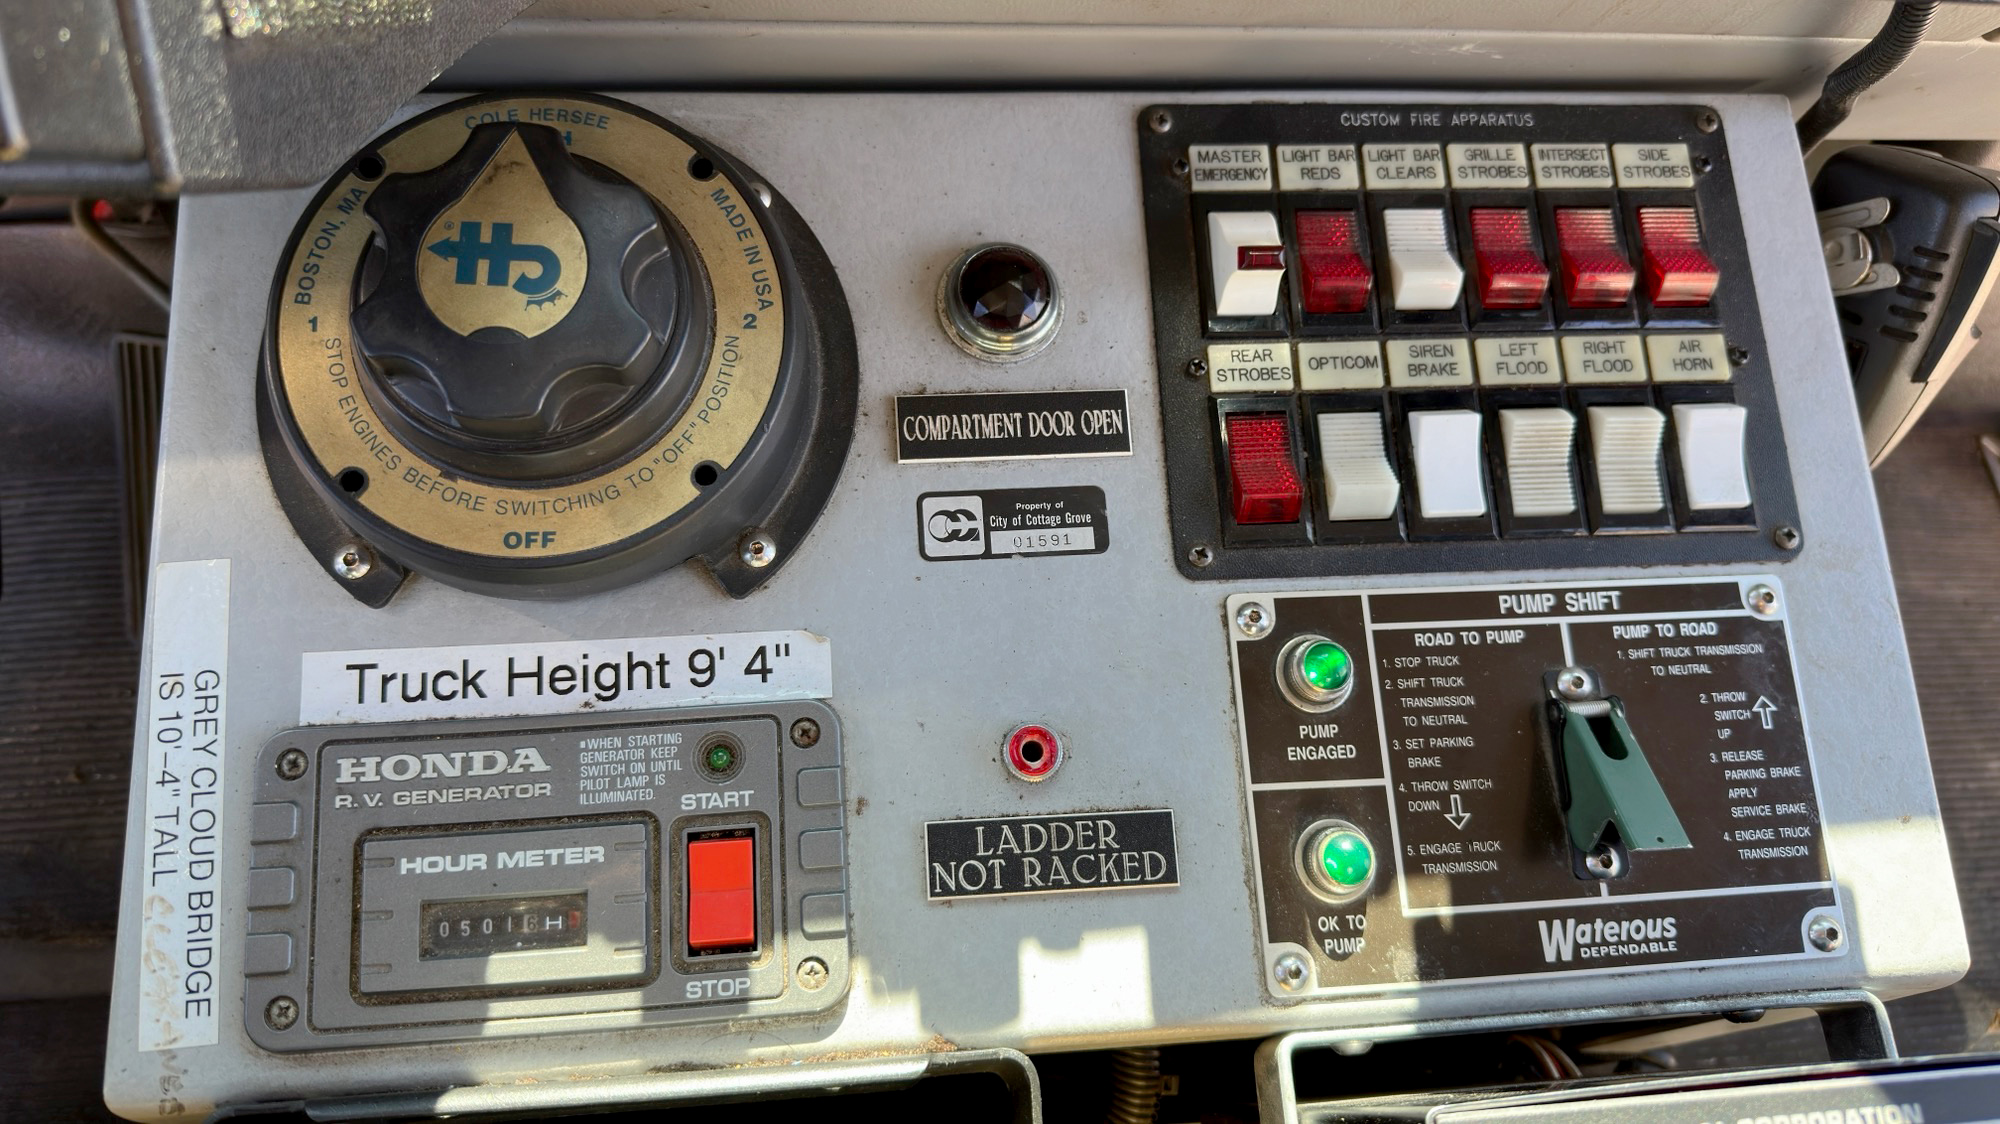 COLE HERSEE
BOSTON, MA
MADE IN USA
1
2
STOP ENGINES BEFORE SWITCHING TO "OFF" POSITION
OFF
COMPARTMENT DOOR OPEN
Property of
City of Cottage Grove
01591
CUSTOM FIRE APPARATUS
MASTER
EMERGENCY
LIGHT BAR
REDS
LIGHT BAR
CLEARS
GRILLE
STROBES
INTERSECT
STROBES
SIDE
STROBES
REAR
STROBES
OPTICOM
SIREN
BRAKE
LEFT
FLOOD
RIGHT
FLOOD
AIR
HORN
GREY CLOUD BRIDGE
IS 10'-4" TALL
Truck Height 9' 4"
HONDA
R.V. GENERATOR
■WHEN STARTING
GENERATOR KEEP
SWITCH ON UNTIL
PILOT LAMP IS
ILLUMINATED.
START
HOUR METER
STOP
LADDER
NOT RACKED
PUMP SHIFT
PUMP
ENGAGED
OK TO
PUMP
ROAD TO PUMP
1. STOP TRUCK
2. SHIFT TRUCK
TRANSMISSION
TO NEUTRAL
3. SET PARKING
BRAKE
4. THROW SWITCH
DOWN
5. ENGAGE TRUCK
TRANSMISSION
PUMP TO ROAD
1. SHIFT TRUCK TRANSMISSION
TO NEUTRAL
2. THROW
SWITCH
UP
3. RELEASE
PARKING BRAKE
APPLY
SERVICE BRAKE
4. ENGAGE TRUCK
TRANSMISSION
Waterous
DEPENDABLE
CORPORATION